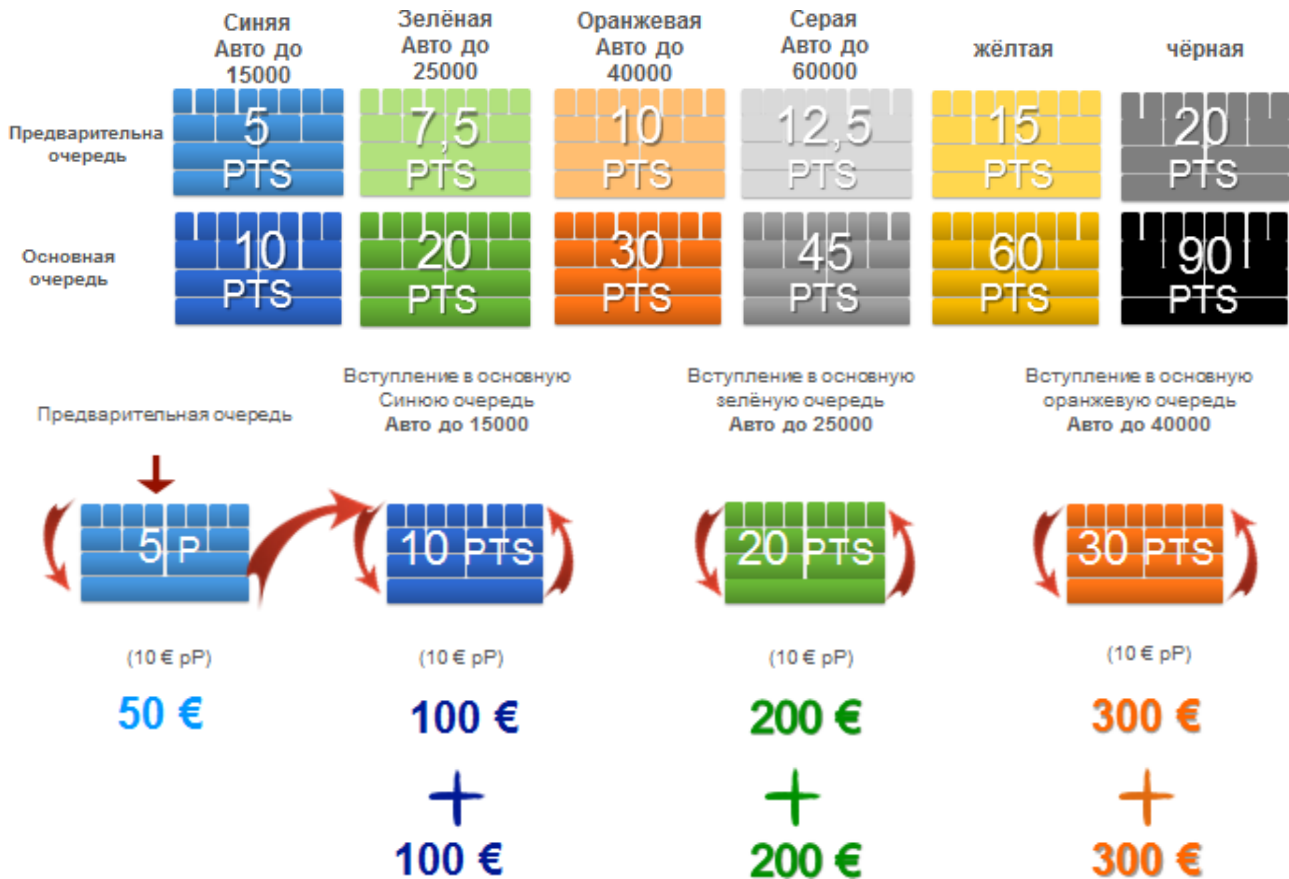 Синяя
Авто до
15000
Зелёная
Авто до
25000
Оранжевая
Авто до
40000
Серая
Авто до
60000
жёлтая
чёрная
Предварительна
очередь
5
PTS
7,5
PTS
10
PTS
12,5
PTS
15
PTS
20
PTS
Основная
очередь
10
PTS
20
PTS
30
PTS
45
PTS
60
PTS
90
PTS
Предварительная очередь
Вступление в основную
Синюю очередь
Авто до 15000
Вступление в основную
зелёную очередь
Авто до 25000
Вступление в основную
оранжевую очередь
Авто до 40000
5 P
10 PTS
20 PTS
30 PTS
(10 € pP)
(10 € pP)
(10 € pP)
(10 € pP)
50 €
100 €
200 €
300 €
+
+
+
100 €
200 €
300 €